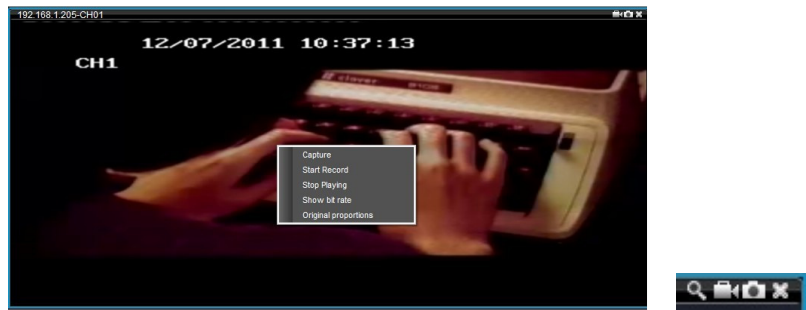 192.168.1.205-CH01
12/07/2011 10:37:13
CH1
clover
Capture
Start Record
Stop Playing
Show bit rate
Original proportions